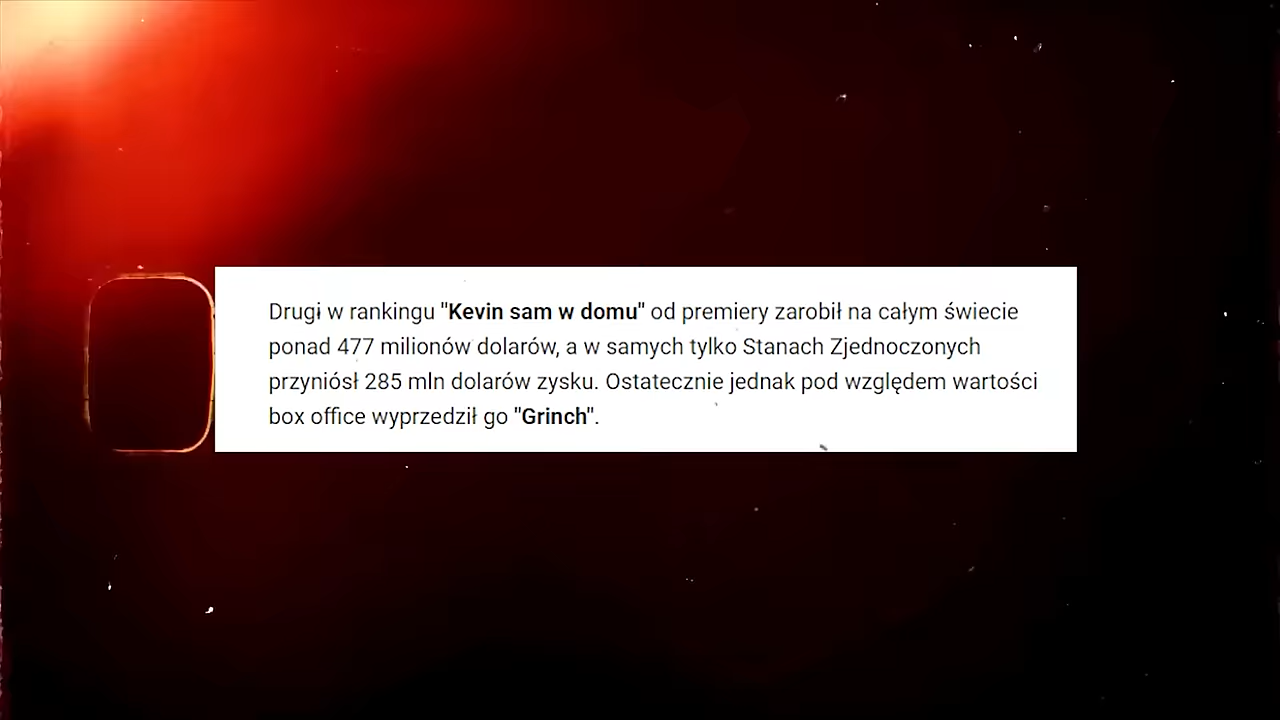 Drugi w rankingu "Kevin sam w domu" od premiery zarobił na całym świecie
ponad 477 milionów dolarów, a w samych tylko Stanach Zjednoczonych
przyniósł 285 mln dolarów zysku. Ostatecznie jednak pod względem wartości
box office wyprzedził go "Grinch".